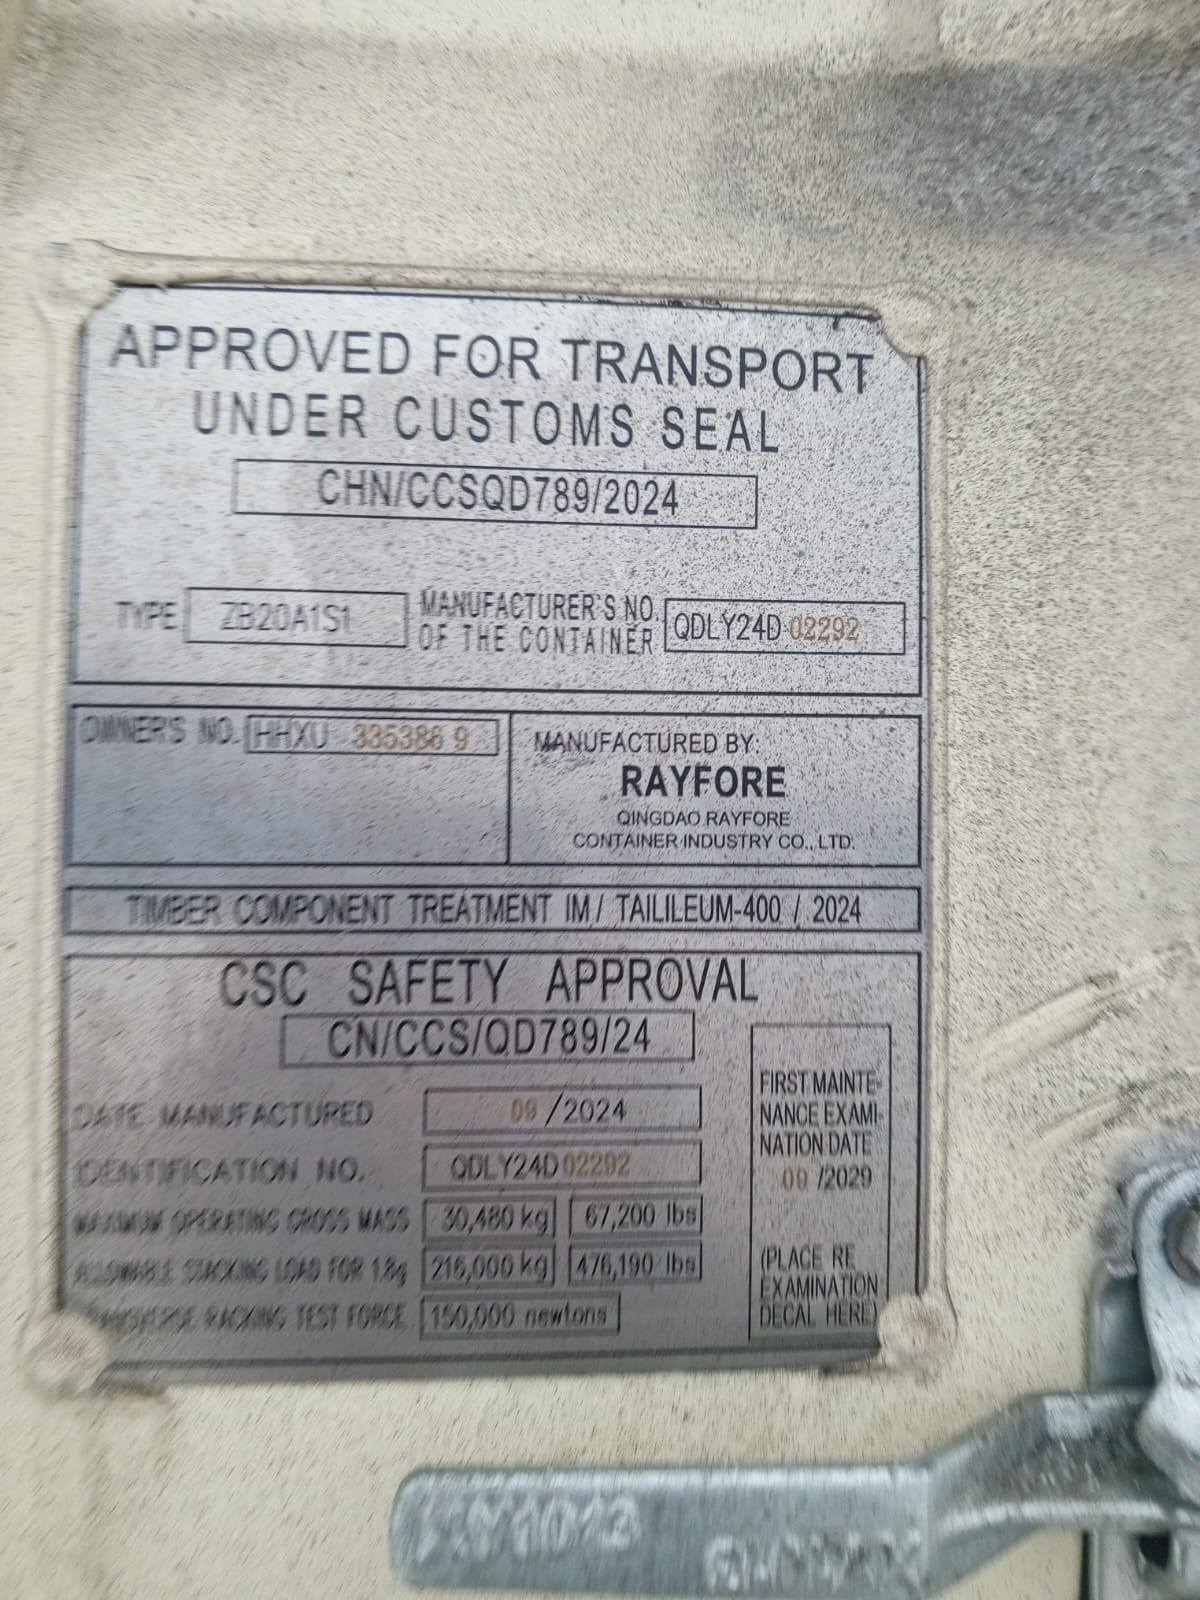 APPROVED FOR TRANSPORT
UNDER CUSTOMS SEAL
CHN/CCSQD789/2024
TYPE ZB20A1S1 MANUFACTURER'S NO. OF THE CONTAINER QDLY24D 02292
OWNER'S NO. HHXU 335386 9
MANUFACTURED BY:
RAYFORE
QINGDAO RAYFORE
CONTAINER INDUSTRY CO., LTD.
TIMBER COMPONENT TREATMENT IM / TAILILEUM-400 / 2024
CSC SAFETY APPROVAL
CN/CCS/QD789/24
DATE MANUFACTURED 09 /2024
IDENTIFICATION NO. QDLY24D 02292
MAXIMUM OPERATING GROSS MASS 30,480 kg 67,200 lbs
ALLOWABLE STACKING LOAD FOR 1.8g 216,000 kg 476,190 lbs
TRANSVERSE RACKING TEST FORCE 150,000 newtons
FIRST MAINTE-
NANCE EXAMI-
NATION DATE
09 /2029
(PLACE RE
EXAMINATION
DECAL HERE)